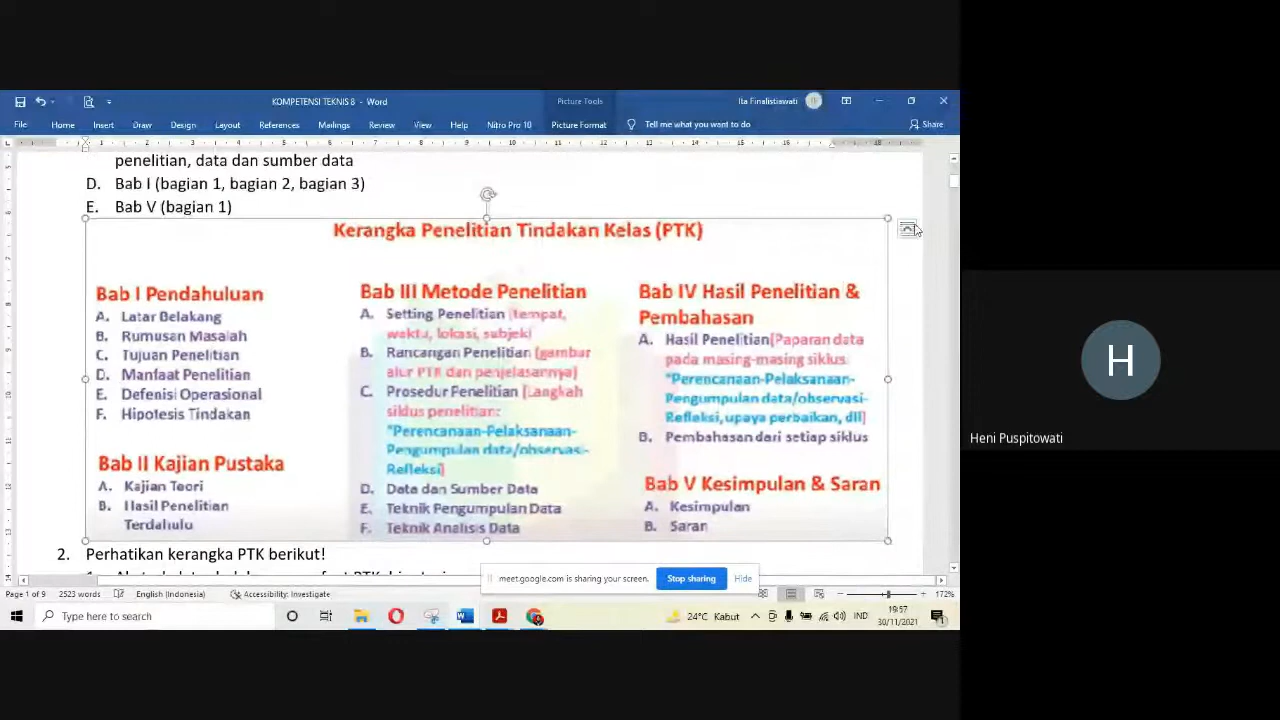 KOMPETENSI TEKNIS 8 - Word
Picture Tools
Ita Finalistiawati
File Home Insert Draw Design Layout References Mailings Review View Help Nitro Pro 10 Picture Format Tell me what you want to do Share
penelitian, data dan sumber data
D. Bab I (bagian 1, bagian 2, bagian 3)
E. Bab V (bagian 1)
Kerangka Penelitian Tindakan Kelas (PTK)
Bab I Pendahuluan
A. Latar Belakang
B. Rumusan Masalah
C. Tujuan Penelitian
D. Manfaat Penelitian
E. Defenisi Operasional
F. Hipotesis Tindakan
Bab II Kajian Pustaka
A. Kajian Teori
B. Hasil Penelitian
Terdahulu
Bab III Metode Penelitian
A. Setting Penelitian (tempat,
waktu, lokasi, subjek)
B. Rancangan Penelitian (gambar
alur PTK dan penjelasannya)
C. Prosedur Penelitian (Langkah
siklus penelitian:
"Perencanaan-Pelaksanaan-
Pengumpulan data/observasi-
Refleksi)
D. Data dan Sumber Data
E. Teknik Pengumpulan Data
F. Teknik Analisis Data
Bab IV Hasil Penelitian &
Pembahasan
A. Hasil Penelitian(Paparan data
pada masing-masing siklus
"Perencanaan-Pelaksanaan-
Pengumpulan data/observasi-
Refleksi, upaya perbaikan, dll)
B. Pembahasan dari setiap siklus
Bab V Kesimpulan & Saran
A. Kesimpulan
B. Saran
2. Perhatikan kerangka PTK berikut!
meet.google.com is sharing your screen. Stop sharing Hide
Page 1 of 9 2523 words English (Indonesia) Accessibility: Investigate 172%
Type here to search
24°C Kabut
IND
19:57
30/11/2021
H
Heni Puspitowati